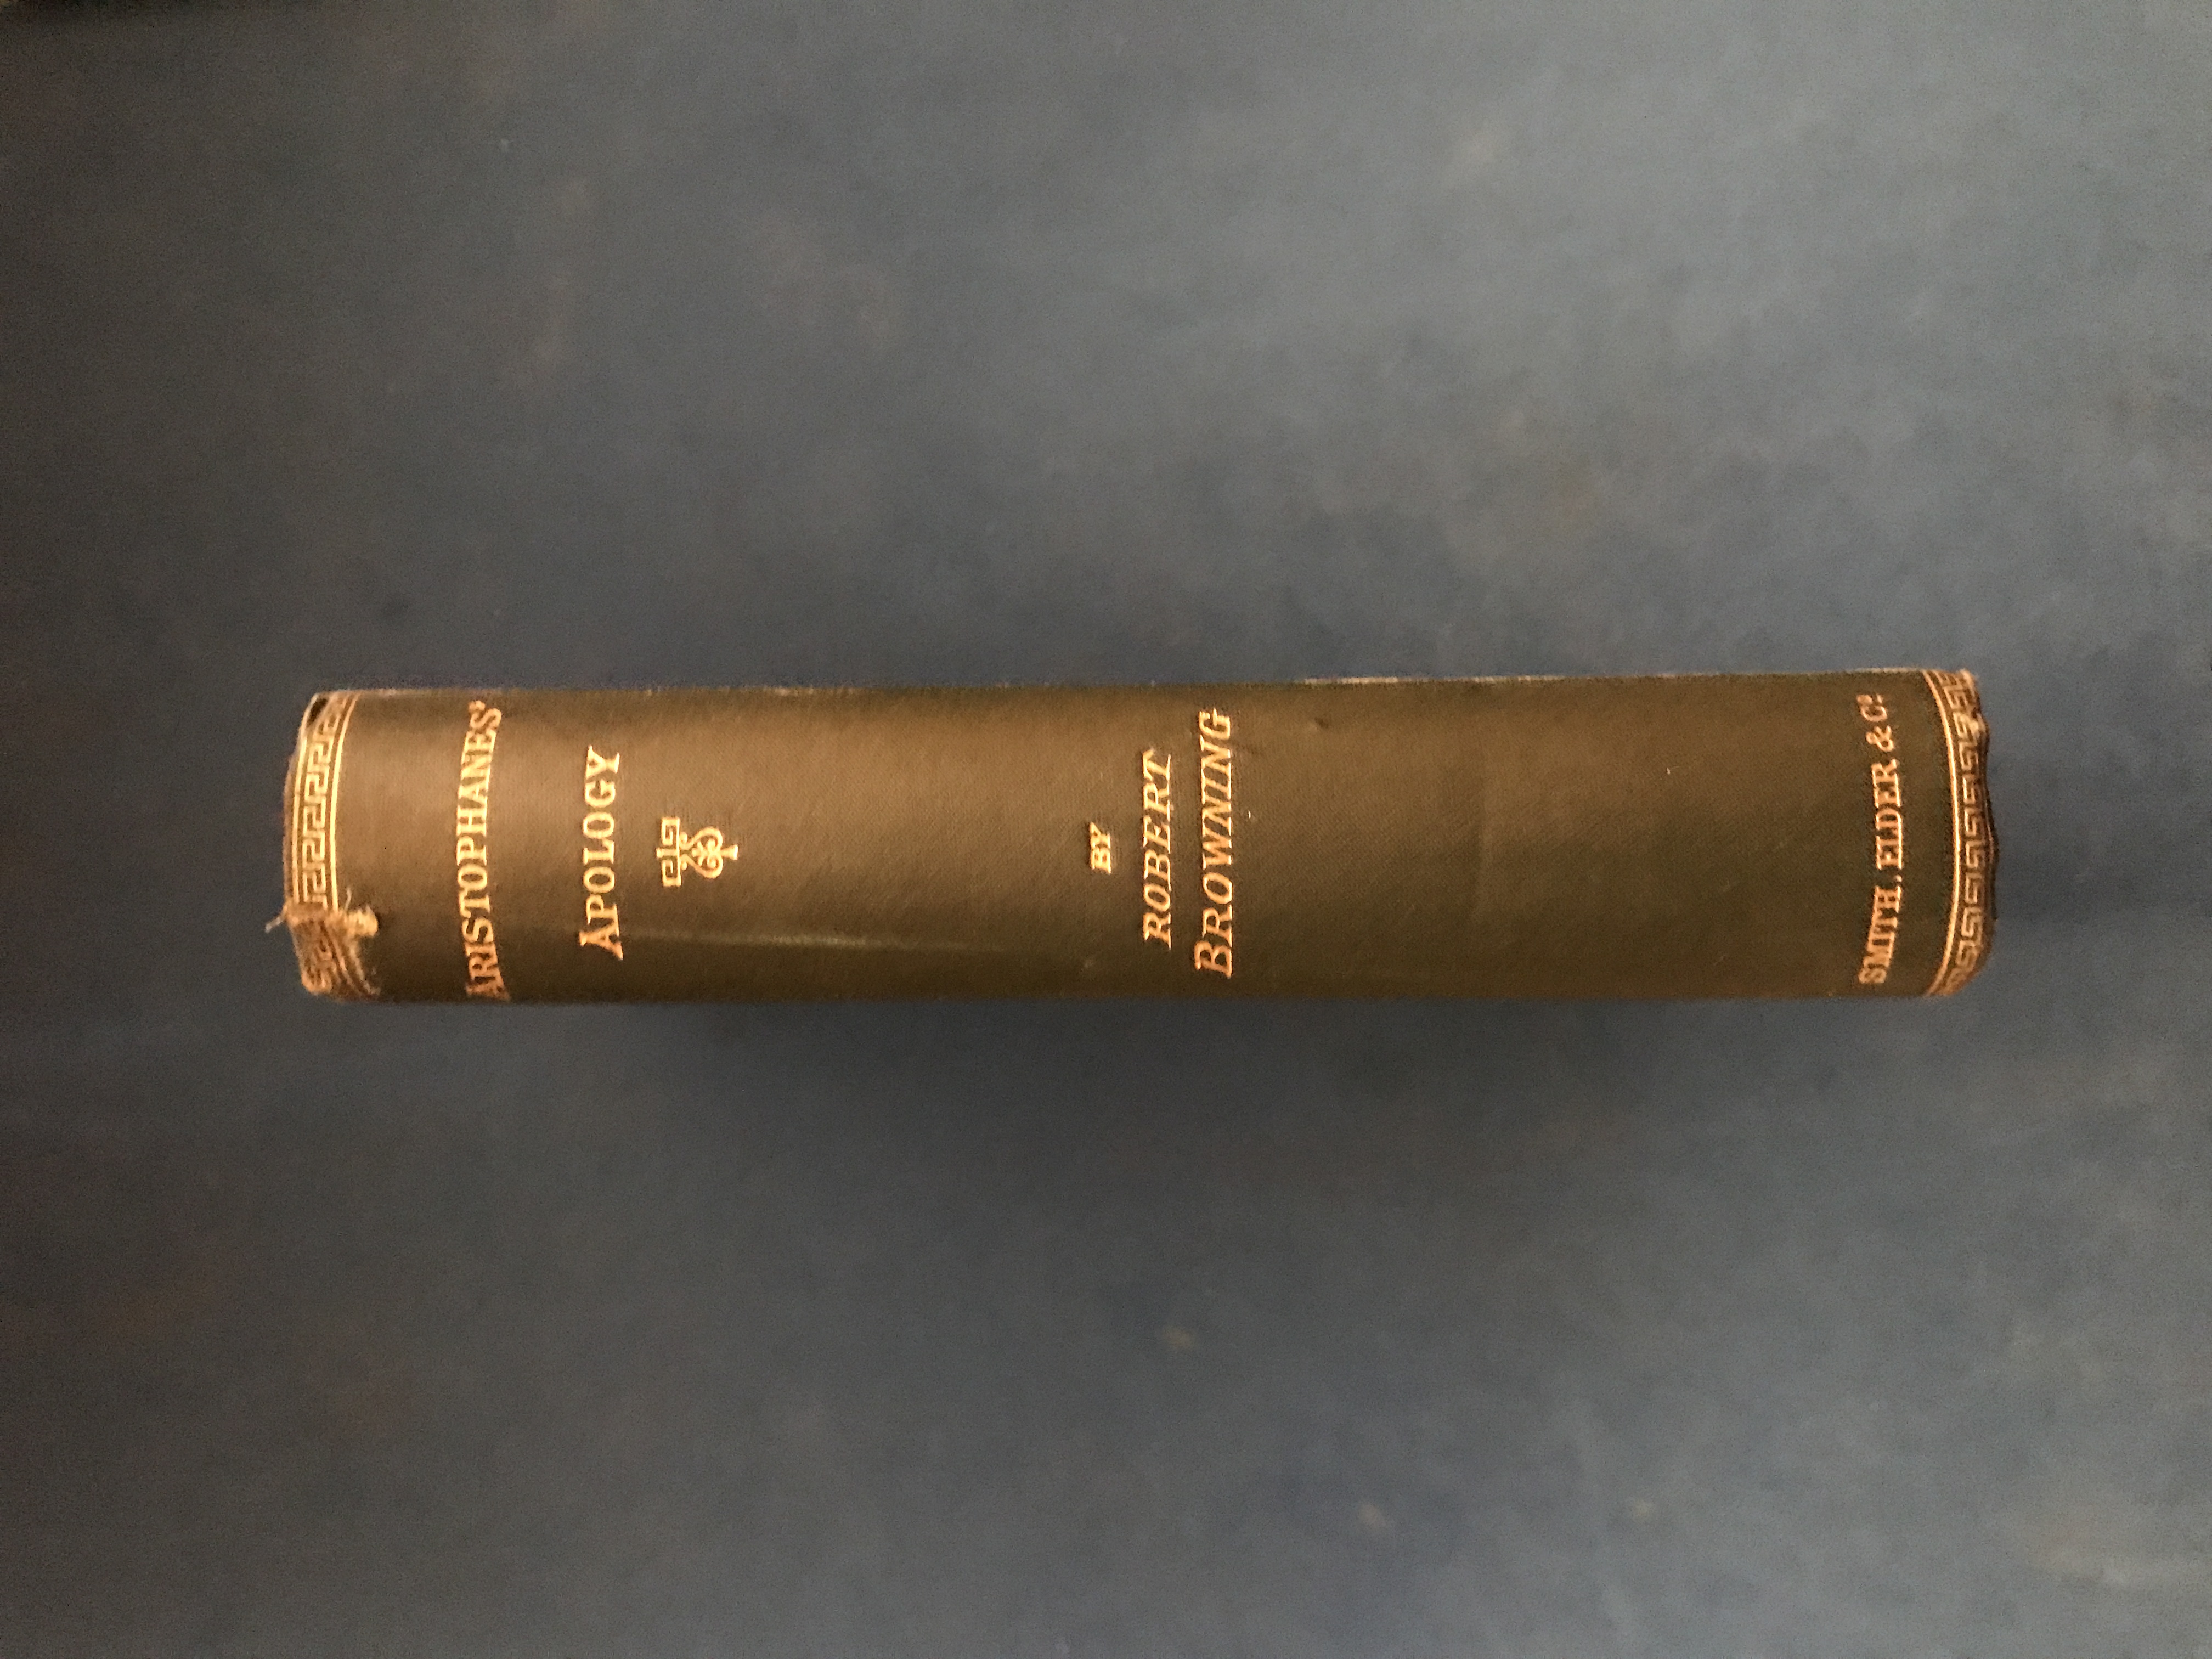 ARISTOPHANES'
APOLOGY
BY
ROBERT
BROWNING
SMITH, ELDER & Co